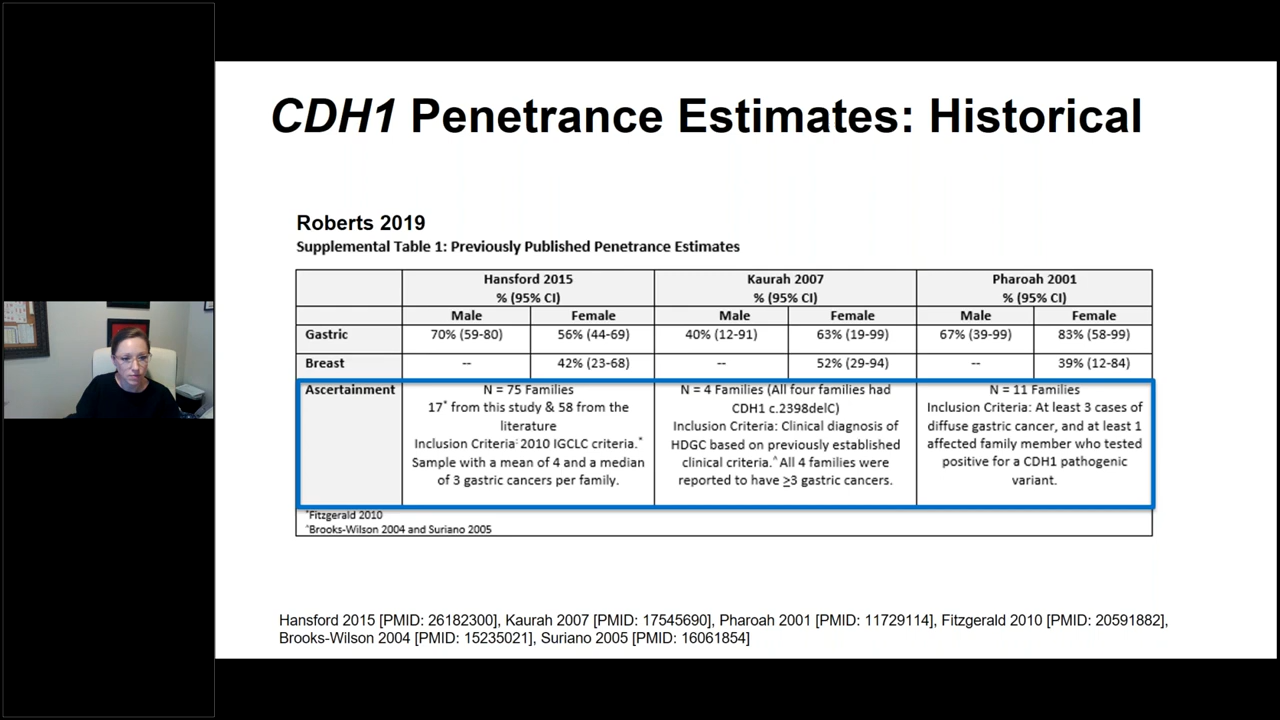 CDH1 Penetrance Estimates: Historical
Roberts 2019
Supplemental Table 1: Previously Published Penetrance Estimates
Hansford 2015 Kaurah 2007 Pharoah 2001
% (95% CI) % (95% CI) % (95% CI)
Male Female Male Female Male Female
Gastric 70% (59-80) 56% (44-69) 40% (12-91) 63% (19-99) 67% (39-99) 83% (58-99)
Breast -- 42% (23-68) -- 52% (29-94) -- 39% (12-84)
Ascertainment
N = 75 Families
17* from this study & 58 from the
literature
Inclusion Criteria: 2010 IGCLC criteria.*
Sample with a mean of 4 and a median
of 3 gastric cancers per family.
N = 4 Families (All four families had
CDH1 c.2398delC)
Inclusion Criteria: Clinical diagnosis of
HDGC based on previously established
clinical criteria.^ All 4 families were
reported to have ≥3 gastric cancers.
N = 11 Families
Inclusion Criteria: At least 3 cases of
diffuse gastric cancer, and at least 1
affected family member who tested
positive for a CDH1 pathogenic
variant.
*Fitzgerald 2010
^Brooks-Wilson 2004 and Suriano 2005
Hansford 2015 [PMID: 26182300], Kaurah 2007 [PMID: 17545690], Pharoah 2001 [PMID: 11729114], Fitzgerald 2010 [PMID: 20591882],
Brooks-Wilson 2004 [PMID: 15235021], Suriano 2005 [PMID: 16061854]